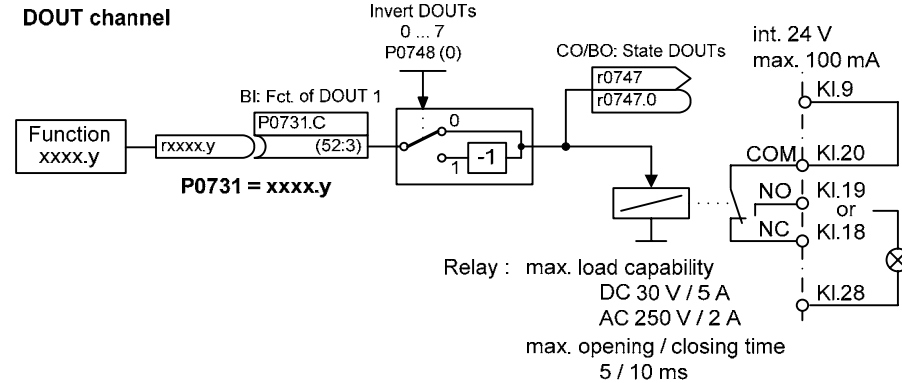 DOUT channel
Invert DOUTs
0 ... 7
P0748 (0)
CO/BO: State DOUTs
r0747
r0747.0
int. 24 V
max. 100 mA
Kl.9
BI: Fct. of DOUT 1
P0731.C
(52:3)
Function
xxxx.y
rxxxx.y
P0731 = xxxx.y
0
1
-1
COM
Kl.20
NO
Kl.19
or
NC
Kl.18
Kl.28
Relay : max. load capability
DC 30 V / 5 A
AC 250 V / 2 A
max. opening / closing time
5 / 10 ms